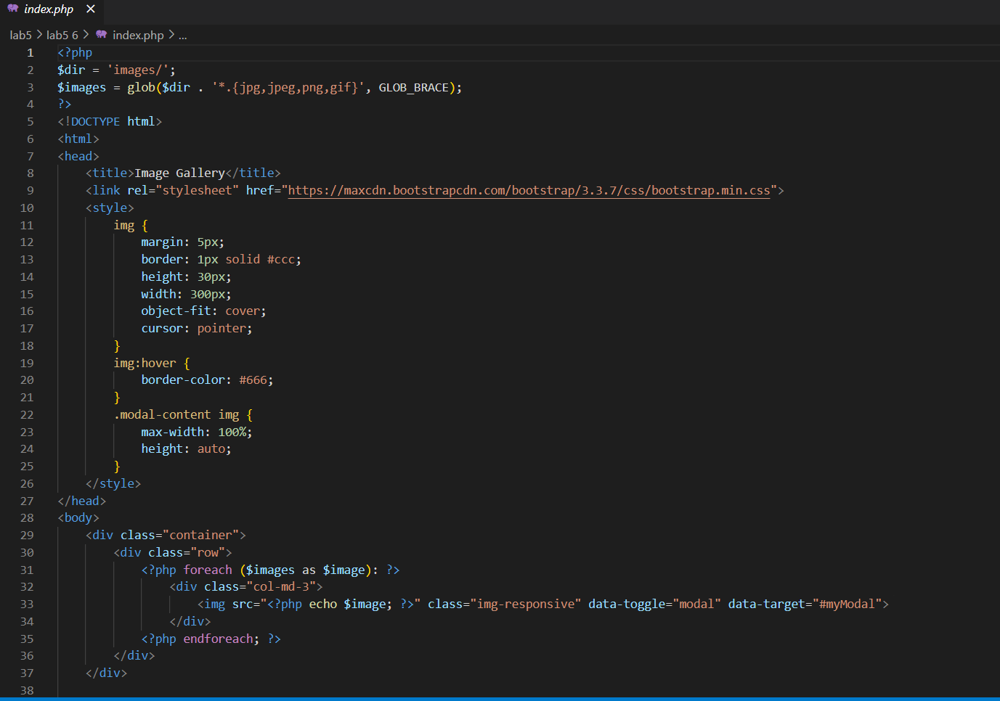 index.php
lab5 > lab5 6 > index.php > ...
1 <?php
2 $dir = 'images/';
3 $images = glob($dir . '*.{jpg,jpeg,png,gif}', GLOB_BRACE);
4 ?>
5 <!DOCTYPE html>
6 <html>
7 <head>
8     <title>Image Gallery</title>
9     <link rel="stylesheet" href="https://maxcdn.bootstrapcdn.com/bootstrap/3.3.7/css/bootstrap.min.css">
10     <style>
11         img {
12             margin: 5px;
13             border: 1px solid #ccc;
14             height: 30px;
15             width: 300px;
16             object-fit: cover;
17             cursor: pointer;
18         }
19         img:hover {
20             border-color: #666;
21         }
22         .modal-content img {
23             max-width: 100%;
24             height: auto;
25         }
26     </style>
27 </head>
28 <body>
29     <div class="container">
30         <div class="row">
31             <?php foreach ($images as $image): ?>
32                 <div class="col-md-3">
33                     <img src="<?php echo $image; ?>" class="img-responsive" data-toggle="modal" data-target="#myModal">
34                 </div>
35             <?php endforeach; ?>
36         </div>
37     </div>
38